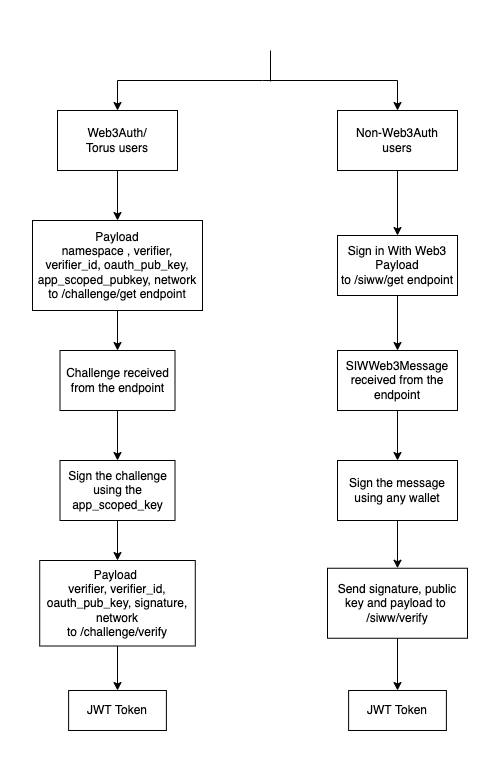 Web3Auth/
Torus users
Non-Web3Auth
users
Payload
namespace , verifier,
verifier_id, oauth_pub_key,
app_scoped_pubkey, network
to /challenge/get endpoint
Sign in With Web3
Payload
to /siww/get endpoint
Challenge received
from the endpoint
SIWWeb3Message
received from the
endpoint
Sign the challenge
using the
app_scoped_key
Sign the message
using any wallet
Payload
verifier, verifier_id,
oauth_pub_key, signature,
network
to /challenge/verify
Send signature, public
key and payload to
/siww/verify
JWT Token
JWT Token